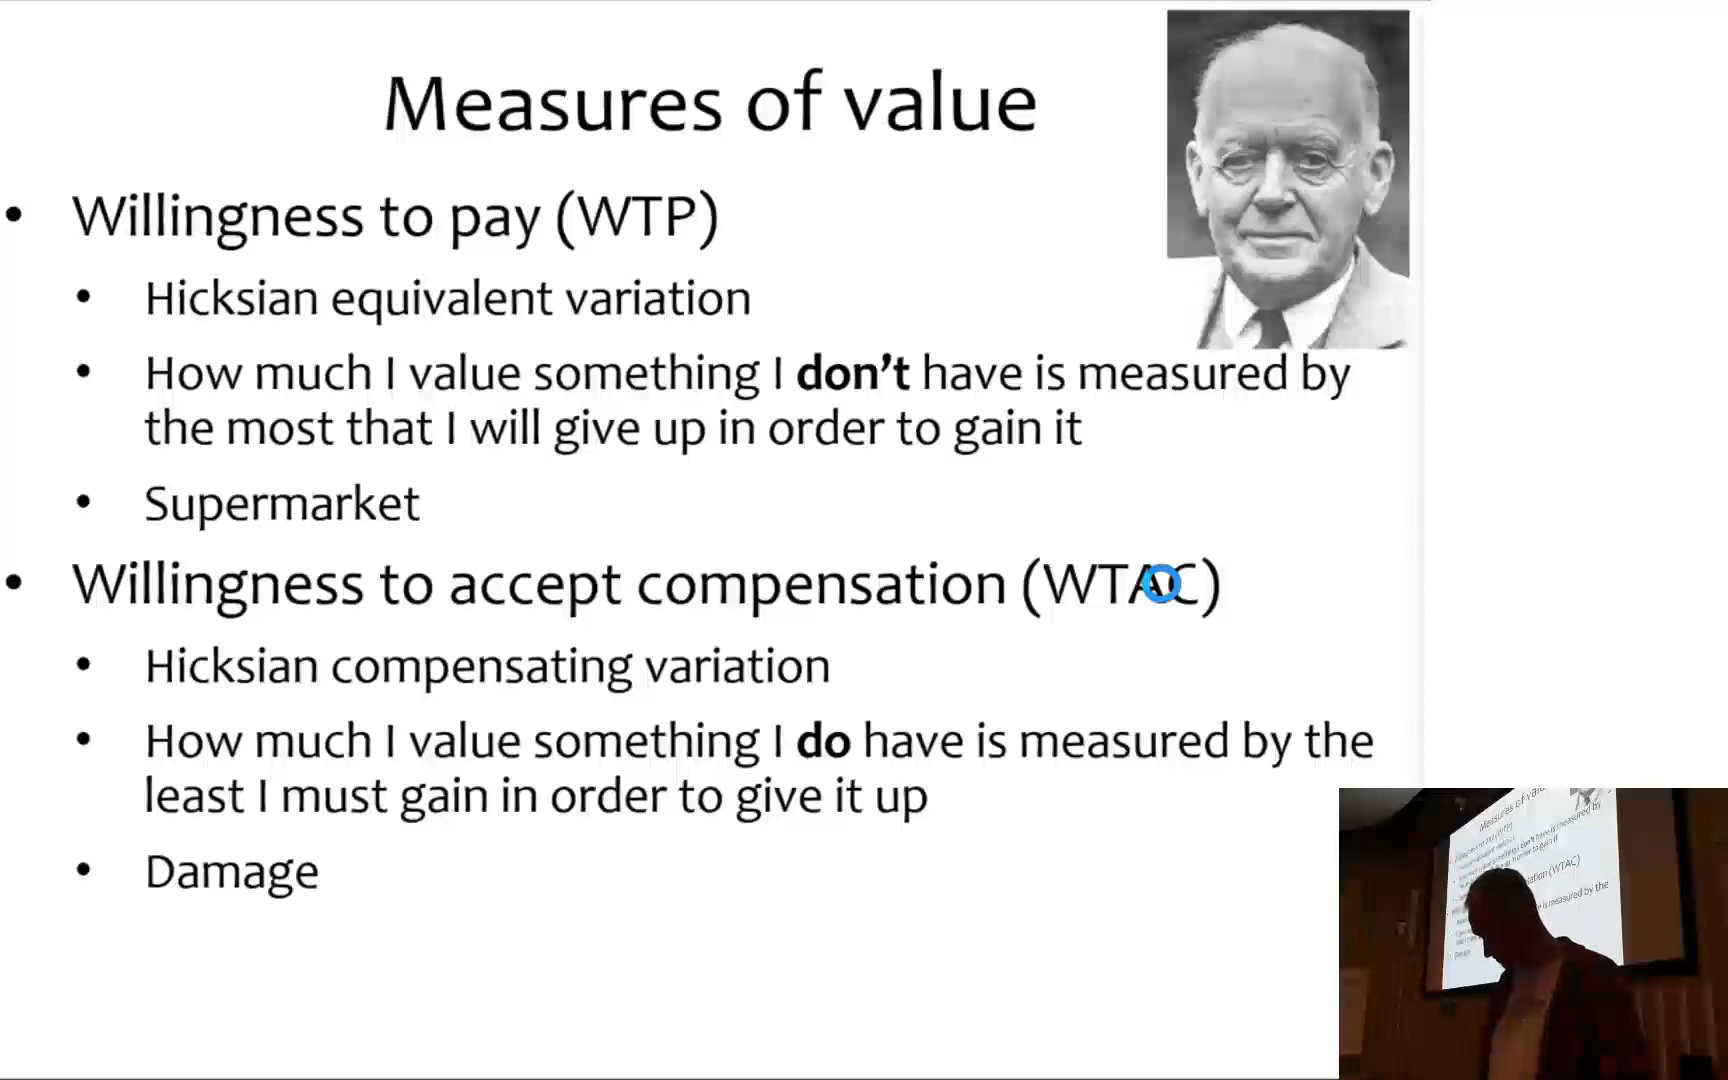 Measures of value
• Willingness to pay (WTP)
• Hicksian equivalent variation
• How much I value something I don't have is measured by
the most that I will give up in order to gain it
• Supermarket
• Willingness to accept compensation (WTAC)
• Hicksian compensating variation
• How much I value something I do have is measured by the
least I must gain in order to give it up
• Damage